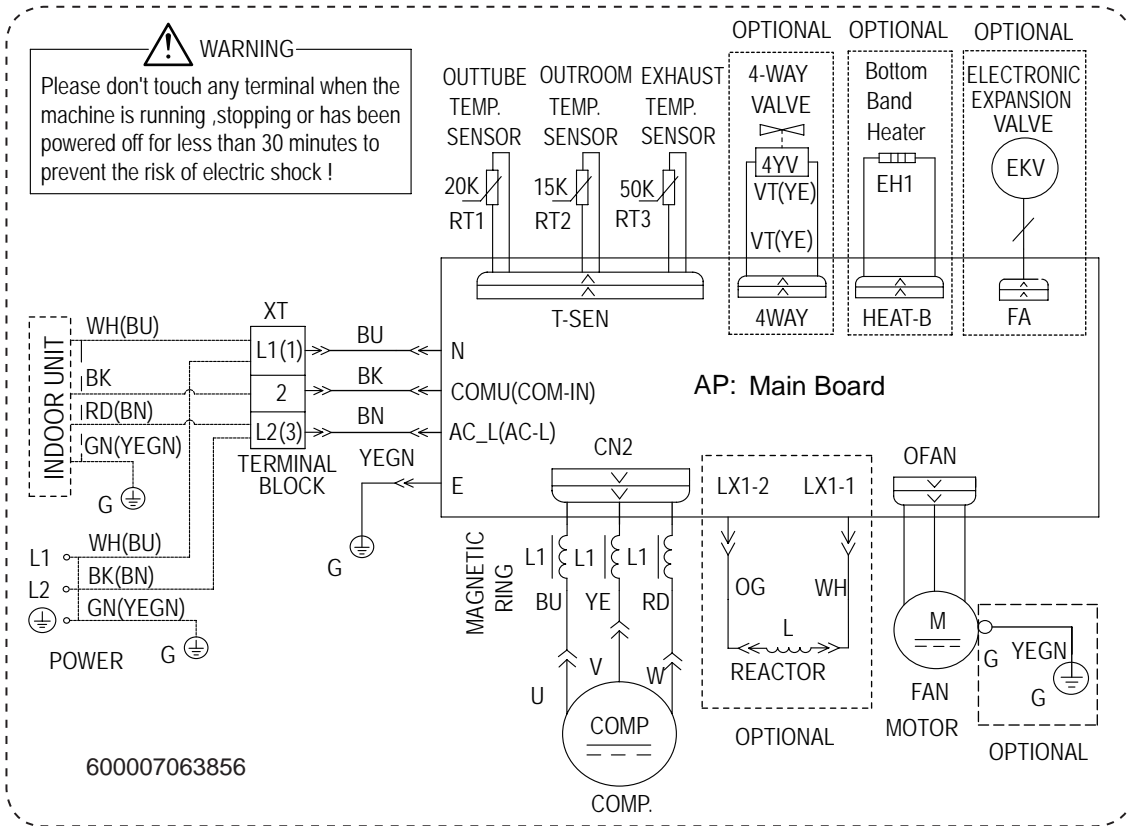 WARNING
Please don't touch any terminal when the
machine is running ,stopping or has been
powered off for less than 30 minutes to
prevent the risk of electric shock !
OUTTUBE
TEMP.
SENSOR
OUTROOM
TEMP.
SENSOR
EXHAUST
TEMP.
SENSOR
20K
RT1
15K
RT2
50K
RT3
T-SEN
OPTIONAL
4-WAY
VALVE
4YV
VT(YE)
VT(YE)
4WAY
OPTIONAL
Bottom
Band
Heater
EH1
HEAT-B
OPTIONAL
ELECTRONIC
EXPANSION
VALVE
EKV
FA
INDOOR UNIT
WH(BU)
BK
RD(BN)
GN(YEGN)
G
XT
L1(1)
2
L2(3)
TERMINAL
BLOCK
BU
BK
BN
YEGN
G
N
COMU(COM-IN)
AC_L(AC-L)
E
AP: Main Board
L1
L2
WH(BU)
BK(BN)
GN(YEGN)
POWER
G
CN2
MAGNETIC
RING
L1
L1
L1
BU
YE
RD
U
V
W
COMP
COMP.
LX1-2
LX1-1
OG
WH
L
REACTOR
OPTIONAL
OFAN
M
FAN
MOTOR
G
YEGN
G
OPTIONAL
600007063856